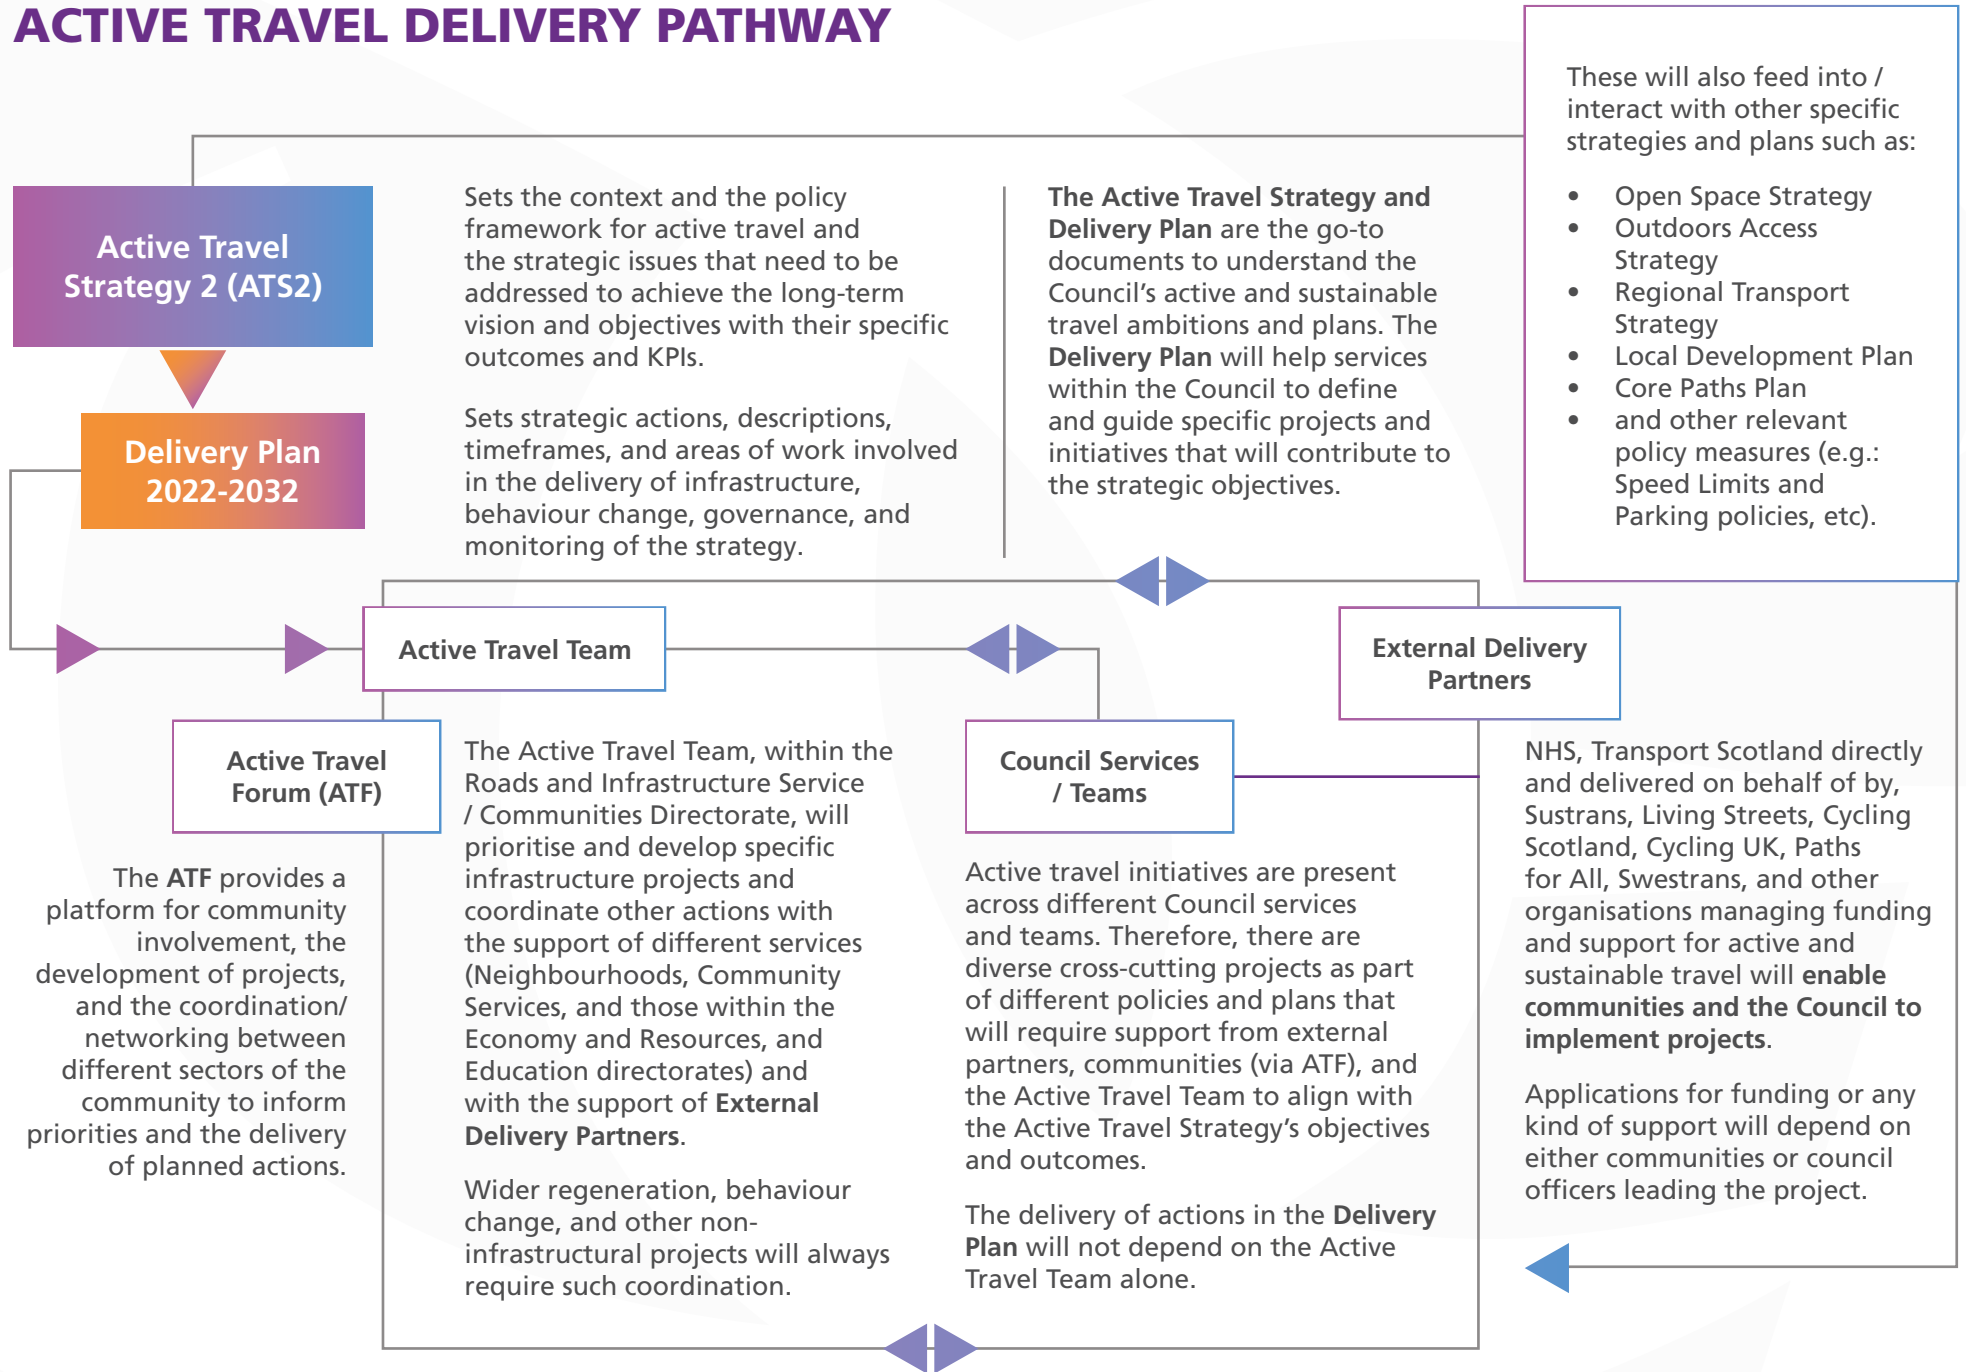 ACTIVE TRAVEL DELIVERY PATHWAY
Active Travel
Strategy 2 (ATS2)
Delivery Plan
2022-2032
Sets the context and the policy
framework for active travel and
the strategic issues that need to be
addressed to achieve the long-term
vision and objectives with their specific
outcomes and KPIs.
Sets strategic actions, descriptions,
timeframes, and areas of work involved
in the delivery of infrastructure,
behaviour change, governance, and
monitoring of the strategy.
The Active Travel Strategy and
Delivery Plan are the go-to
documents to understand the
Council’s active and sustainable
travel ambitions and plans. The
Delivery Plan will help services
within the Council to define
and guide specific projects and
initiatives that will contribute to
the strategic objectives.
These will also feed into /
interact with other specific
strategies and plans such as:
• Open Space Strategy
• Outdoors Access
Strategy
• Regional Transport
Strategy
• Local Development Plan
• Core Paths Plan
• and other relevant
policy measures (e.g.:
Speed Limits and
Parking policies, etc).
Active Travel Team
Active Travel
Forum (ATF)
The ATF provides a
platform for community
involvement, the
development of projects,
and the coordination/
networking between
different sectors of the
community to inform
priorities and the delivery
of planned actions.
The Active Travel Team, within the
Roads and Infrastructure Service
/ Communities Directorate, will
prioritise and develop specific
infrastructure projects and
coordinate other actions with
the support of different services
(Neighbourhoods, Community
Services, and those within the
Economy and Resources, and
Education directorates) and
with the support of External
Delivery Partners.
Wider regeneration, behaviour
change, and other non-
infrastructural projects will always
require such coordination.
Council Services
/ Teams
Active travel initiatives are present
across different Council services
and teams. Therefore, there are
diverse cross-cutting projects as part
of different policies and plans that
will require support from external
partners, communities (via ATF), and
the Active Travel Team to align with
the Active Travel Strategy’s objectives
and outcomes.
The delivery of actions in the Delivery
Plan will not depend on the Active
Travel Team alone.
External Delivery
Partners
NHS, Transport Scotland directly
and delivered on behalf of by,
Sustrans, Living Streets, Cycling
Scotland, Cycling UK, Paths
for All, Swestrans, and other
organisations managing funding
and support for active and
sustainable travel will enable
communities and the Council to
implement projects.
Applications for funding or any
kind of support will depend on
either communities or council
officers leading the project.